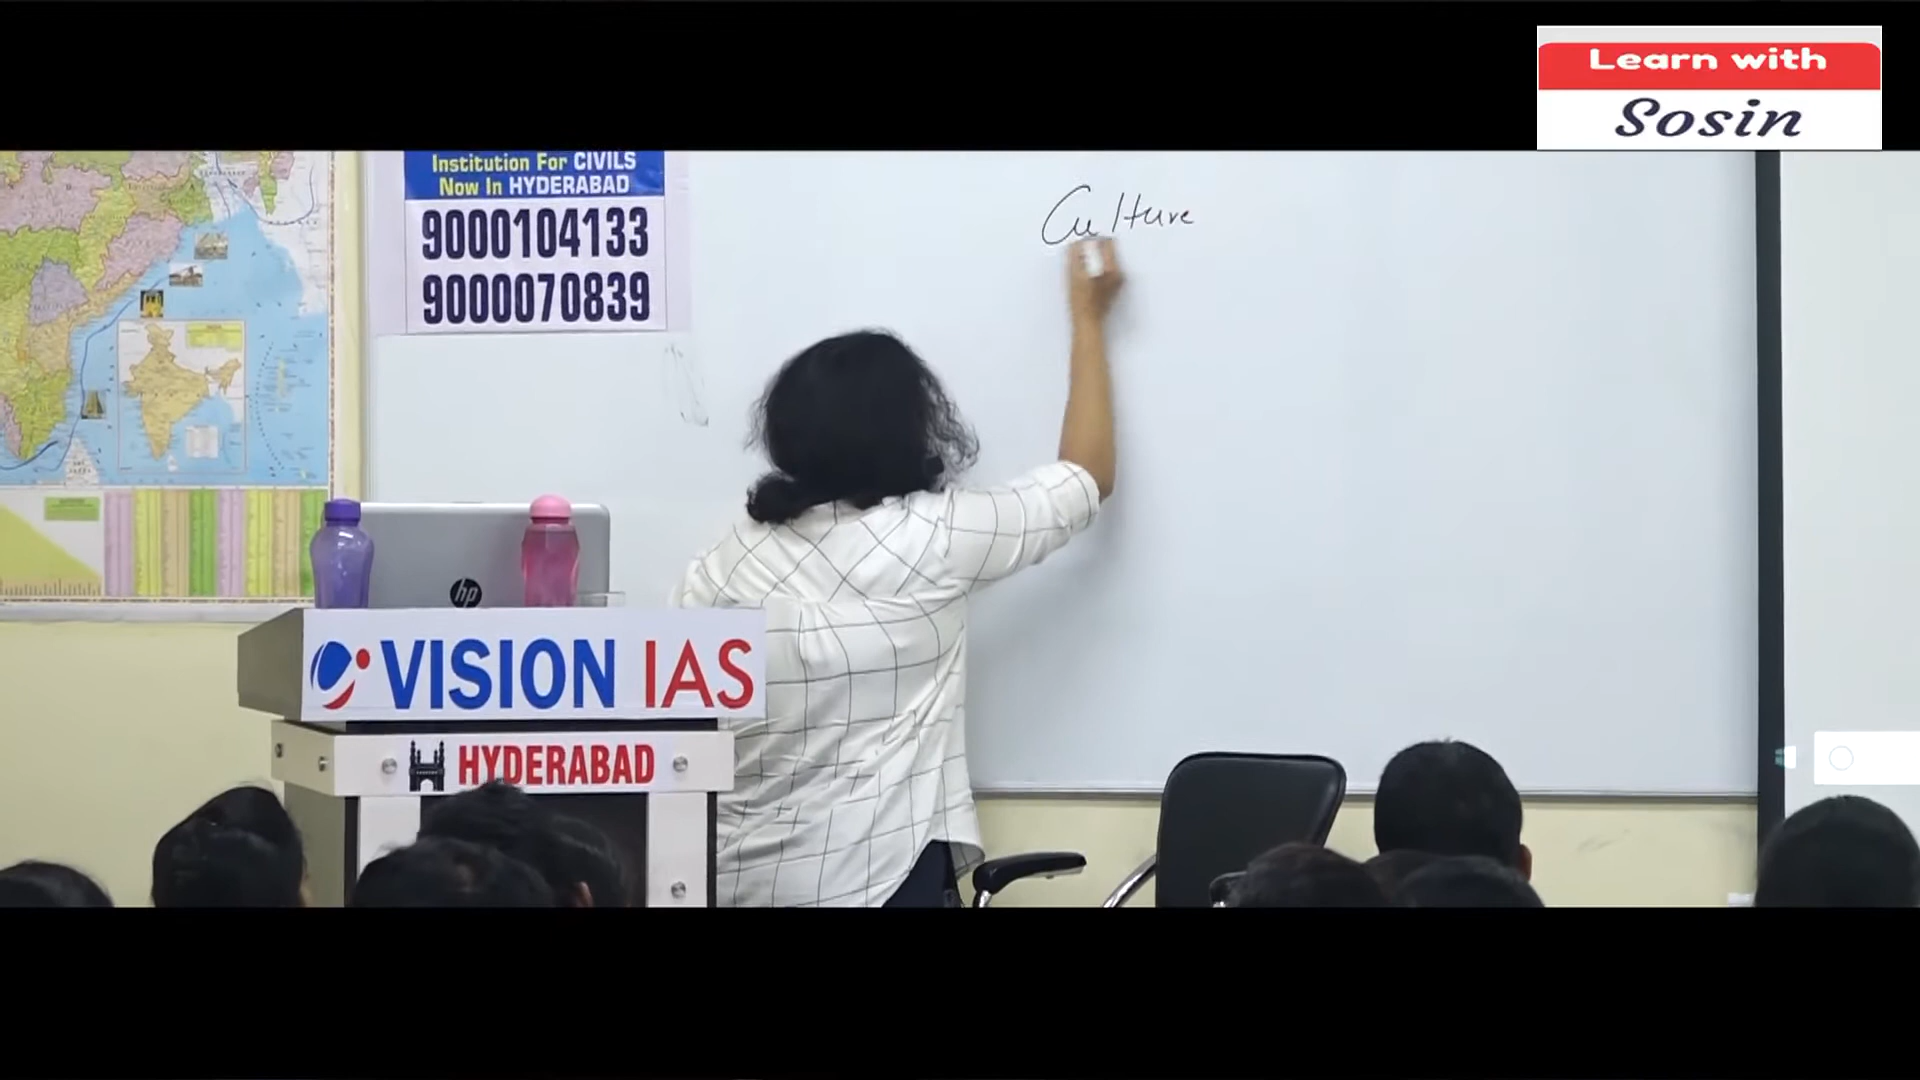 Learn with
Sosin
Institution For CIVILS
Now In HYDERABAD
9000104133
9000070839
Culture
hp
VISION IAS
HYDERABAD